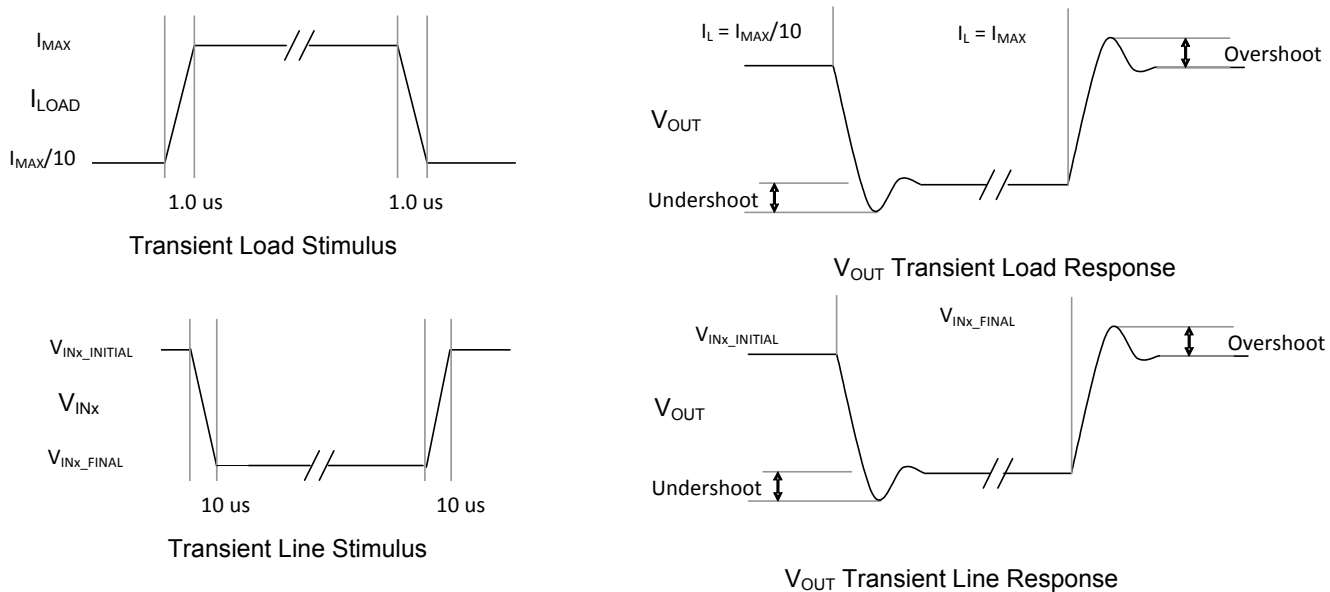 I_MAX
I_LOAD
I_MAX/10
1.0 us
1.0 us
Transient Load Stimulus
I_L = I_MAX/10
I_L = I_MAX
Overshoot
V_OUT
Undershoot
V_OUT Transient Load Response
V_INx_INITIAL
V_INx
V_INx_FINAL
10 us
10 us
Transient Line Stimulus
V_INx_INITIAL
V_INx_FINAL
Overshoot
V_OUT
Undershoot
V_OUT Transient Line Response